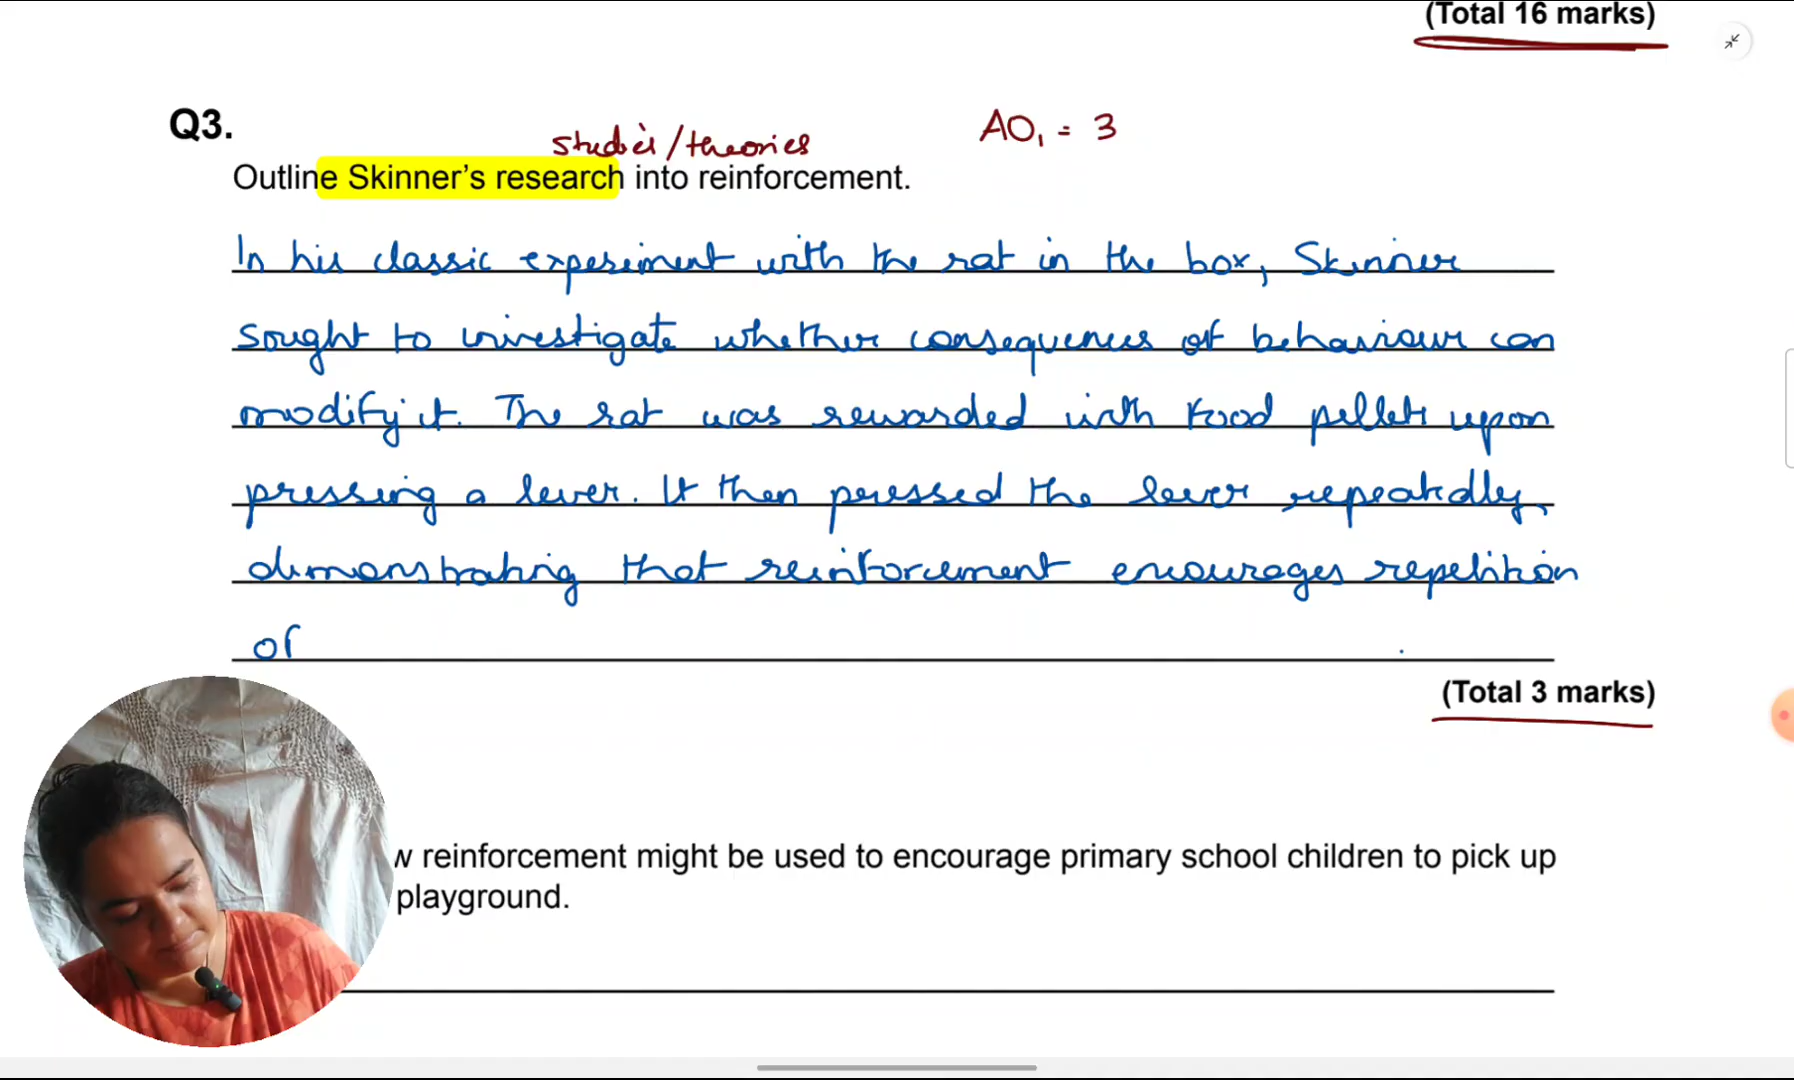 (Total 16 marks)
Q3.
studies/theories AO1 = 3
Outline Skinner's research into reinforcement.
In his classic experiment with the rat in the box, Skinner
sought to investigate whether consequences of behaviour can
modify it. The rat was rewarded with food pellets upon
pressing a lever. It then pressed the lever repeatedly,
demonstrating that reinforcement encourages repetition
of
(Total 3 marks)
w reinforcement might be used to encourage primary school children to pick up
playground.